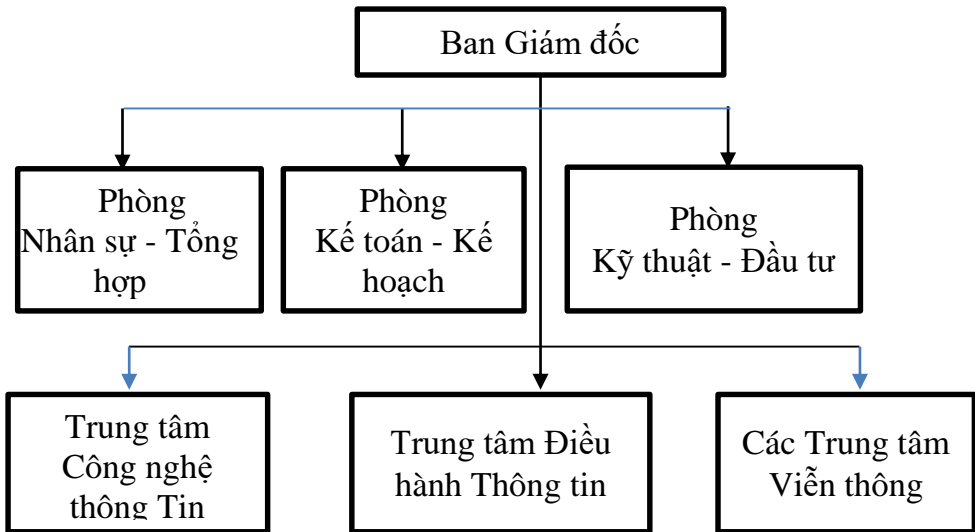 Ban Giám đốc
Phòng
Nhân sự - Tổng
hợp
Phòng
Kế toán - Kế
hoạch
Phòng
Kỹ thuật - Đầu tư
Trung tâm
Công nghệ
thông Tin
Trung tâm Điều
hành Thông tin
Các Trung tâm
Viễn thông